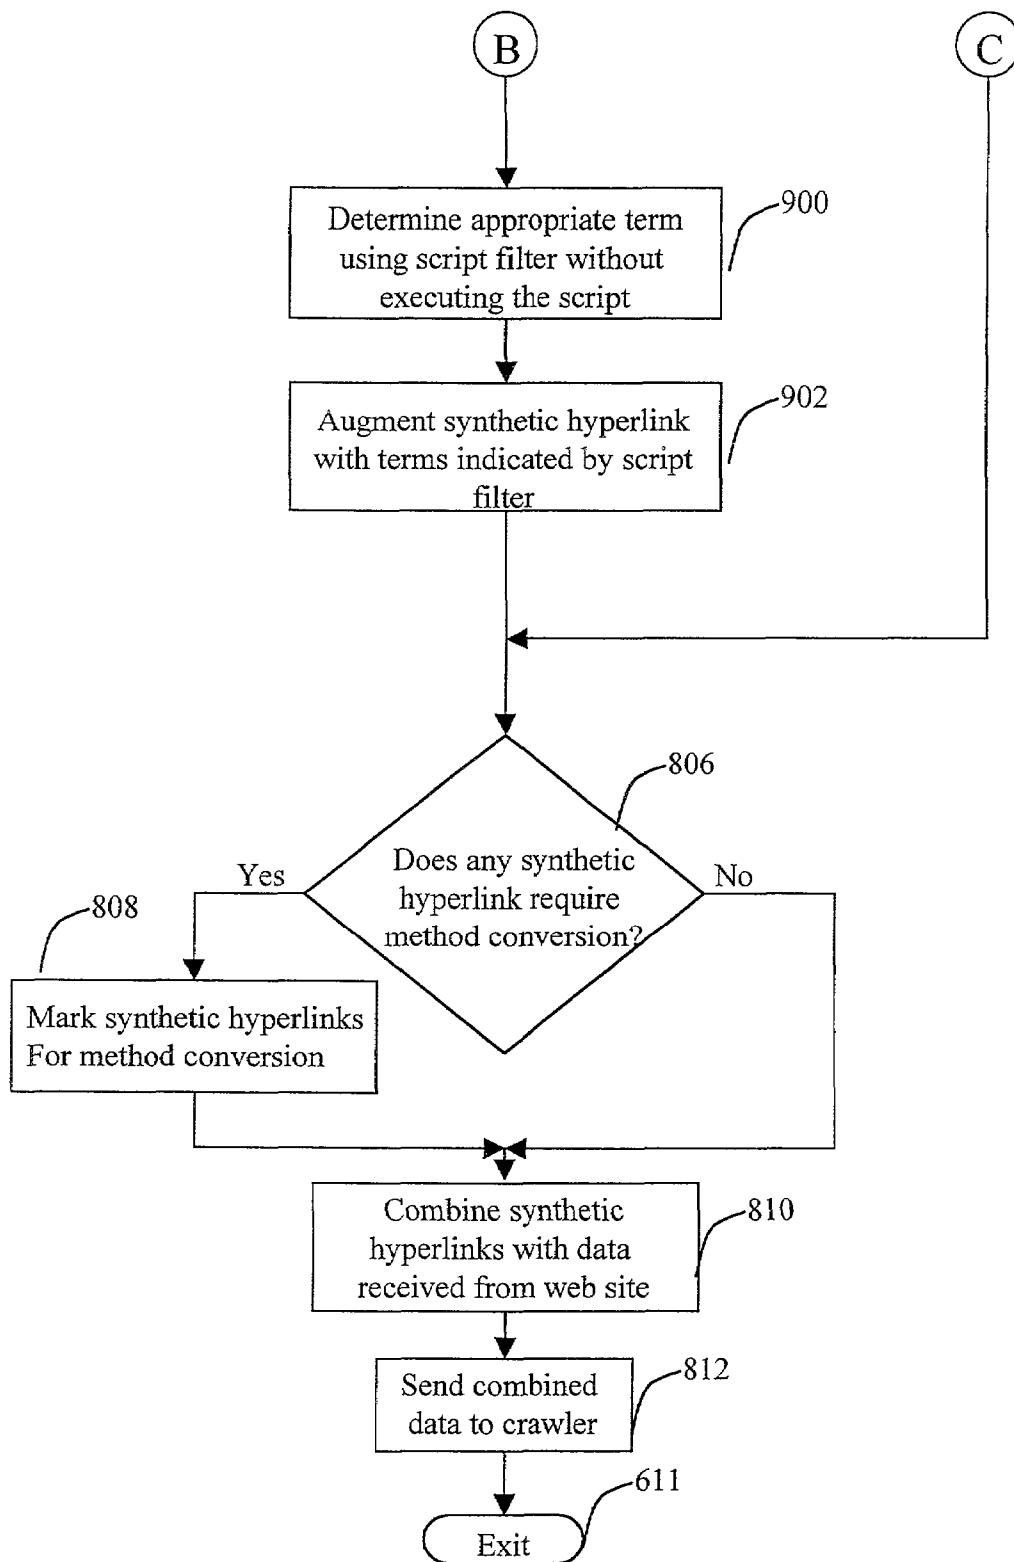 B
C
Determine appropriate term
using script filter without
executing the script
900
Augment synthetic hyperlink
with terms indicated by script
filter
902
806
Does any synthetic
hyperlink require
method conversion?
Yes
No
808
Mark synthetic hyperlinks
For method conversion
Combine synthetic
hyperlinks with data
received from web site
810
Send combined
data to crawler
812
611
Exit